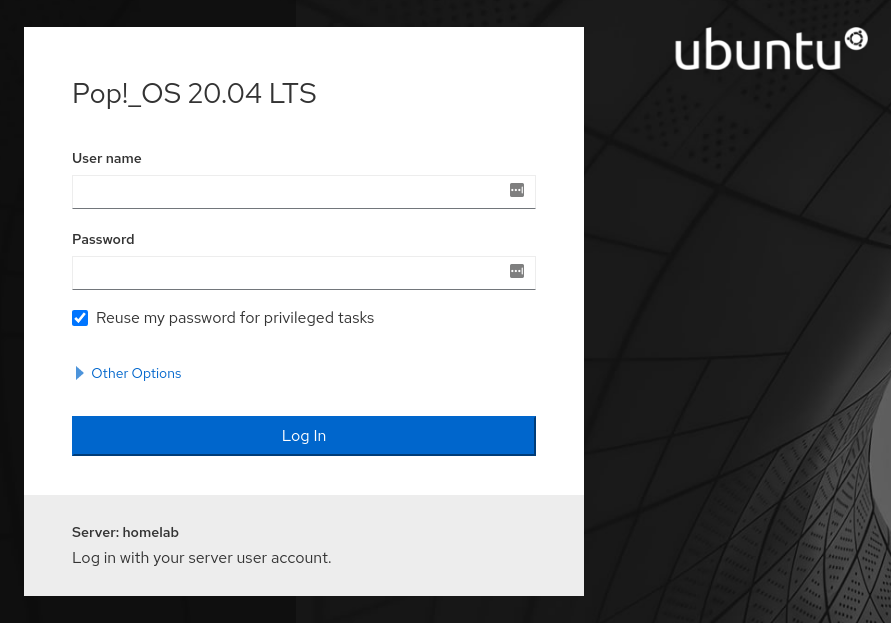 Pop!_OS 20.04 LTS
ubuntu
User name
Password
Reuse my password for privileged tasks
Other Options
Log In
Server: homelab
Log in with your server user account.